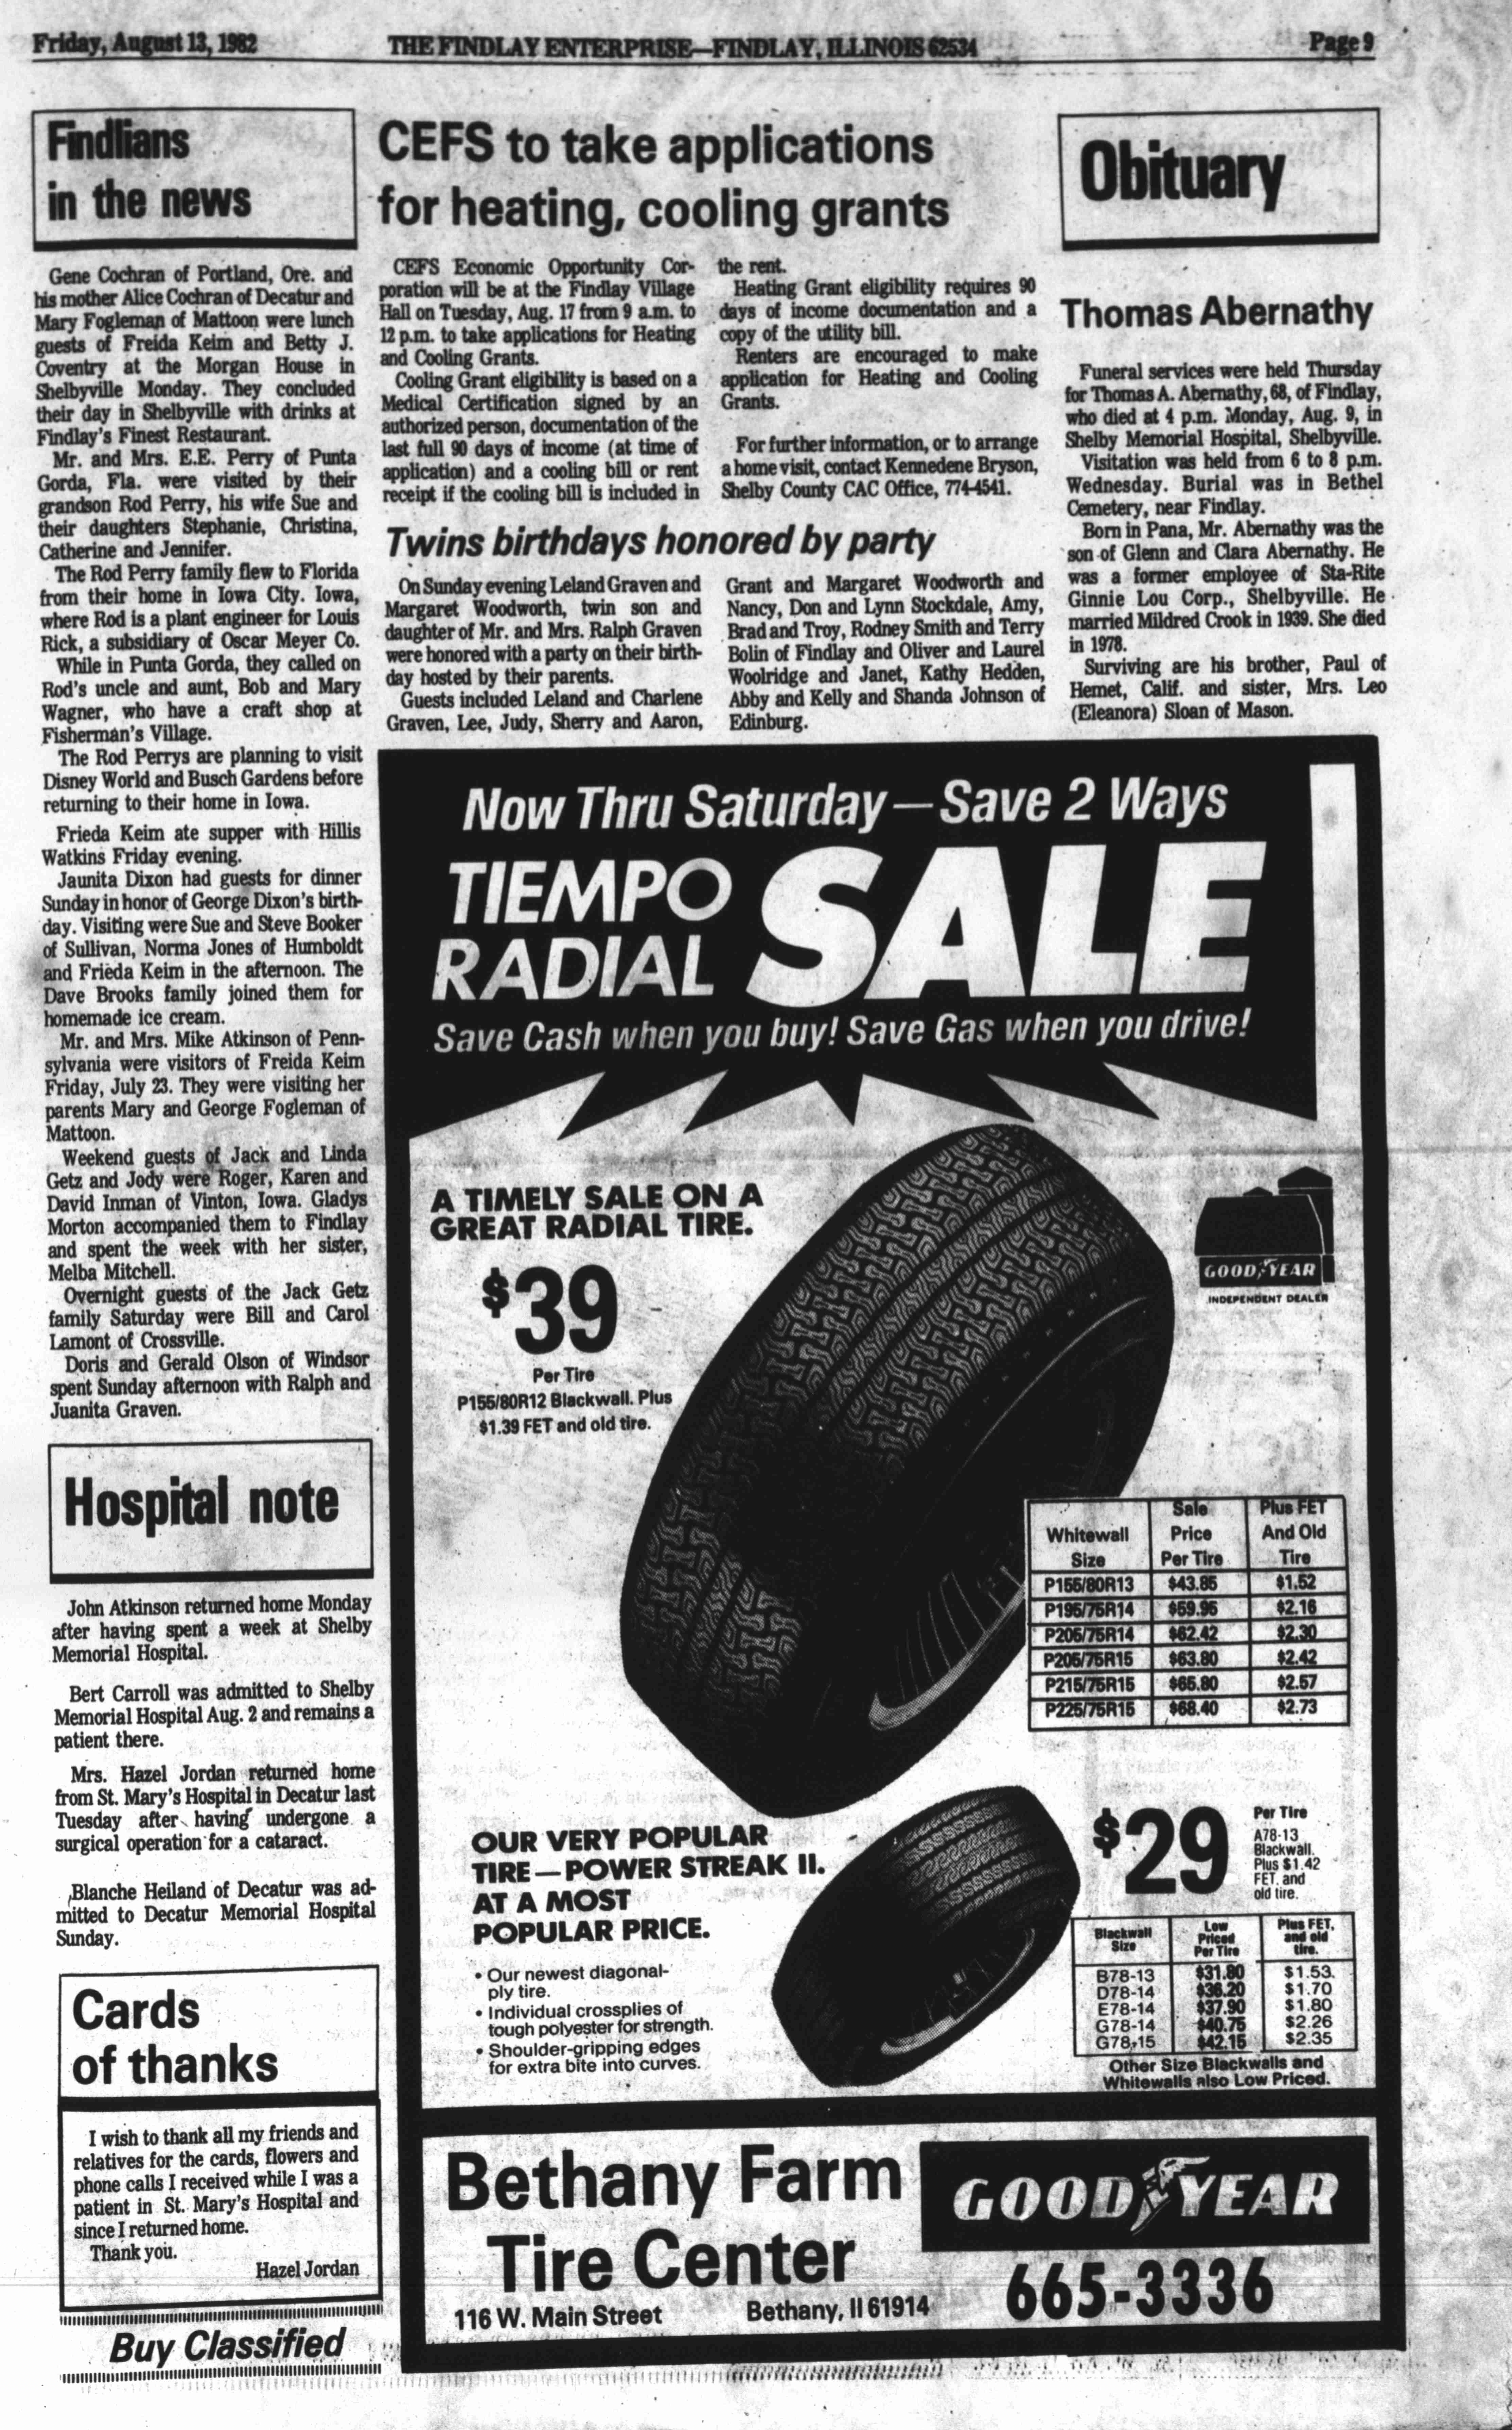 Friday, August 13, 1982
THE FINDLAY ENTERPRISE—FINDLAY, ILLINOIS 62534
Page 9
Findlians
in the news
Gene Cochran of Portland, Ore. and
his mother Alice Cochran of Decatur and
Mary Fogleman of Mattoon were lunch
guests of Freida Keim and Betty J.
Coventry at the Morgan House in
Shelbyville Monday. They concluded
their day in Shelbyville with drinks at
Findlay's Finest Restaurant.
Mr. and Mrs. E.E. Perry of Punta
Gorda, Fla. were visited by their
grandson Rod Perry, his wife Sue and
their daughters Stephanie, Christina,
Catherine and Jennifer.
The Rod Perry family flew to Florida
from their home in Iowa City. Iowa,
where Rod is a plant engineer for Louis
Rick, a subsidiary of Oscar Meyer Co.
While in Punta Gorda, they called on
Rod's uncle and aunt, Bob and Mary
Wagner, who have a craft shop at
Fisherman's Village.
The Rod Perrys are planning to visit
Disney World and Busch Gardens before
returning to their home in Iowa.
Frieda Keim ate supper with Hillis
Watkins Friday evening.
Jaunita Dixon had guests for dinner
Sunday in honor of George Dixon's birth-
day. Visiting were Sue and Steve Booker
of Sullivan, Norma Jones of Humboldt
and Frieda Keim in the afternoon. The
Dave Brooks family joined them for
homemade ice cream.
Mr. and Mrs. Mike Atkinson of Penn-
sylvania were visitors of Freida Keim
Friday, July 23. They were visiting her
parents Mary and George Fogleman of
Mattoon.
Weekend guests of Jack and Linda
Getz and Jody were Roger, Karen and
David Inman of Vinton, Iowa. Gladys
Morton accompanied them to Findlay
and spent the week with her sister,
Melba Mitchell.
Overnight guests of the Jack Getz
family Saturday were Bill and Carol
Lamont of Crossville.
Doris and Gerald Olson of Windsor
spent Sunday afternoon with Ralph and
Juanita Graven.
Hospital note
John Atkinson returned home Monday
after having spent a week at Shelby
Memorial Hospital.
Bert Carroll was admitted to Shelby
Memorial Hospital Aug. 2 and remains a
patient there.
Mrs. Hazel Jordan returned home
from St. Mary's Hospital in Decatur last
Tuesday after having undergone a
surgical operation for a cataract.
Blanche Heiland of Decatur was ad-
mitted to Decatur Memorial Hospital
Sunday.
Cards
of thanks
I wish to thank all my friends and
relatives for the cards, flowers and
phone calls I received while I was a
patient in St. Mary's Hospital and
since I returned home.
Thank you.
Hazel Jordan
Buy Classified
CEFS to take applications
for heating, cooling grants
CEFS Economic Opportunity Cor-
poration will be at the Findlay Village
Hall on Tuesday, Aug. 17 from 9 a.m. to
12 p.m. to take applications for Heating
and Cooling Grants.
Cooling Grant eligibility is based on a
Medical Certification signed by an
authorized person, documentation of the
last full 90 days of income (at time of
application) and a cooling bill or rent
receipt if the cooling bill is included in
the rent.
Heating Grant eligibility requires 90
days of income documentation and a
copy of the utility bill.
Renters are encouraged to make
application for Heating and Cooling
Grants.
For further information, or to arrange
a home visit, contact Kennedene Bryson,
Shelby County CAC Office, 774-4541.
Twins birthdays honored by party
On Sunday evening Leland Graven and
Margaret Woodworth, twin son and
daughter of Mr. and Mrs. Ralph Graven
were honored with a party on their birth-
day hosted by their parents.
Guests included Leland and Charlene
Graven, Lee, Judy, Sherry and Aaron,
Grant and Margaret Woodworth and
Nancy, Don and Lynn Stockdale, Amy,
Brad and Troy, Rodney Smith and Terry
Bolin of Findlay and Oliver and Laurel
Woolridge and Janet, Kathy Hedden,
Abby and Kelly and Shanda Johnson of
Edinburg.
Obituary
Thomas Abernathy
Funeral services were held Thursday
for Thomas A. Abernathy, 68, of Findlay,
who died at 4 p.m. Monday, Aug. 9, in
Shelby Memorial Hospital, Shelbyville.
Visitation was held from 6 to 8 p.m.
Wednesday. Burial was in Bethel
Cemetery, near Findlay.
Born in Pana, Mr. Abernathy was the
son of Glenn and Clara Abernathy. He
was a former employee of Sta-Rite
Ginnie Lou Corp., Shelbyville. He
married Mildred Crook in 1939. She died
in 1978.
Surviving are his brother, Paul of
Hemet, Calif. and sister, Mrs. Leo
(Eleanora) Sloan of Mason.
Now Thru Saturday—Save 2 Ways
TIEMPO
RADIAL
SALE
Save Cash when you buy! Save Gas when you drive!
A TIMELY SALE ON A
GREAT RADIAL TIRE.
$39
Per Tire
P155/80R12 Blackwall. Plus
$1.39 FET and old tire.
GOODYEAR
INDEPENDENT DEALER
Whitewall Size | Sale Price Per Tire | Plus FET And Old Tire
P155/80R13 $43.85 $1.52
P195/75R14 $59.95 $2.16
P205/75R14 $62.42 $2.30
P205/75R15 $63.80 $2.42
P215/75R15 $65.80 $2.57
P225/75R15 $68.40 $2.73
OUR VERY POPULAR
TIRE—POWER STREAK II.
AT A MOST
POPULAR PRICE.
• Our newest diagonal-
ply tire.
• Individual crossplies of
tough polyester for strength.
• Shoulder-gripping edges
for extra bite into curves.
$29
Per Tire
A78-13
Blackwall.
Plus $1.42
FET. and
old tire.
Blackwall Size | Low Priced Per Tire | Plus FET, and old tire.
B78-13 $31.80 $1.53.
D78-14 $36.20 $1.70
E78-14 $37.90 $1.80
G78-14 $40.75 $2.26
G78-15 $42.15 $2.35
Other Size Blackwalls and
Whitewalls also Low Priced.
Bethany Farm
Tire Center
116 W. Main Street
Bethany, Il 61914
GOODYEAR
665-3336